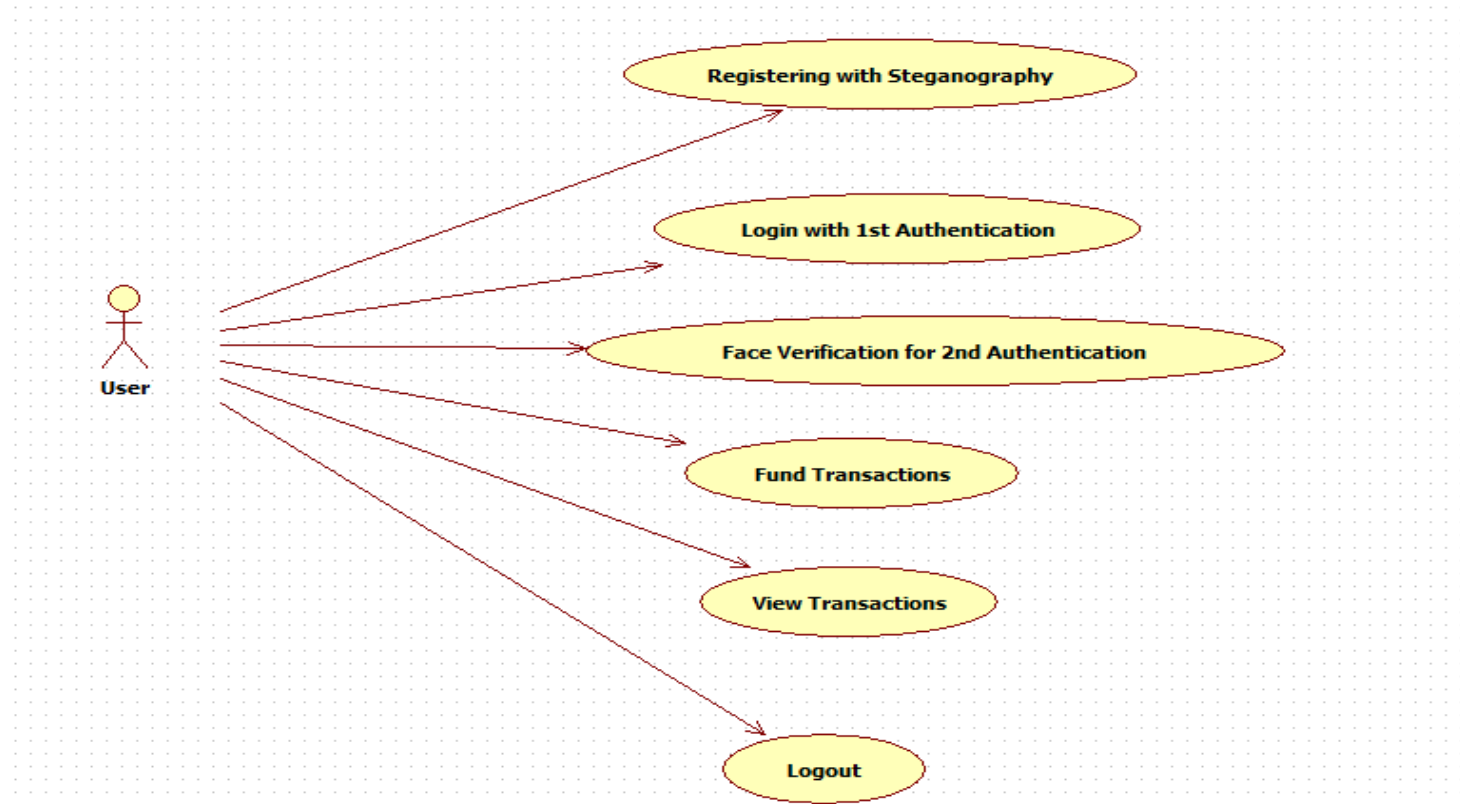 Registering with Steganography
Login with 1st Authentication
Face Verification for 2nd Authentication
User
Fund Transactions
View Transactions
Logout